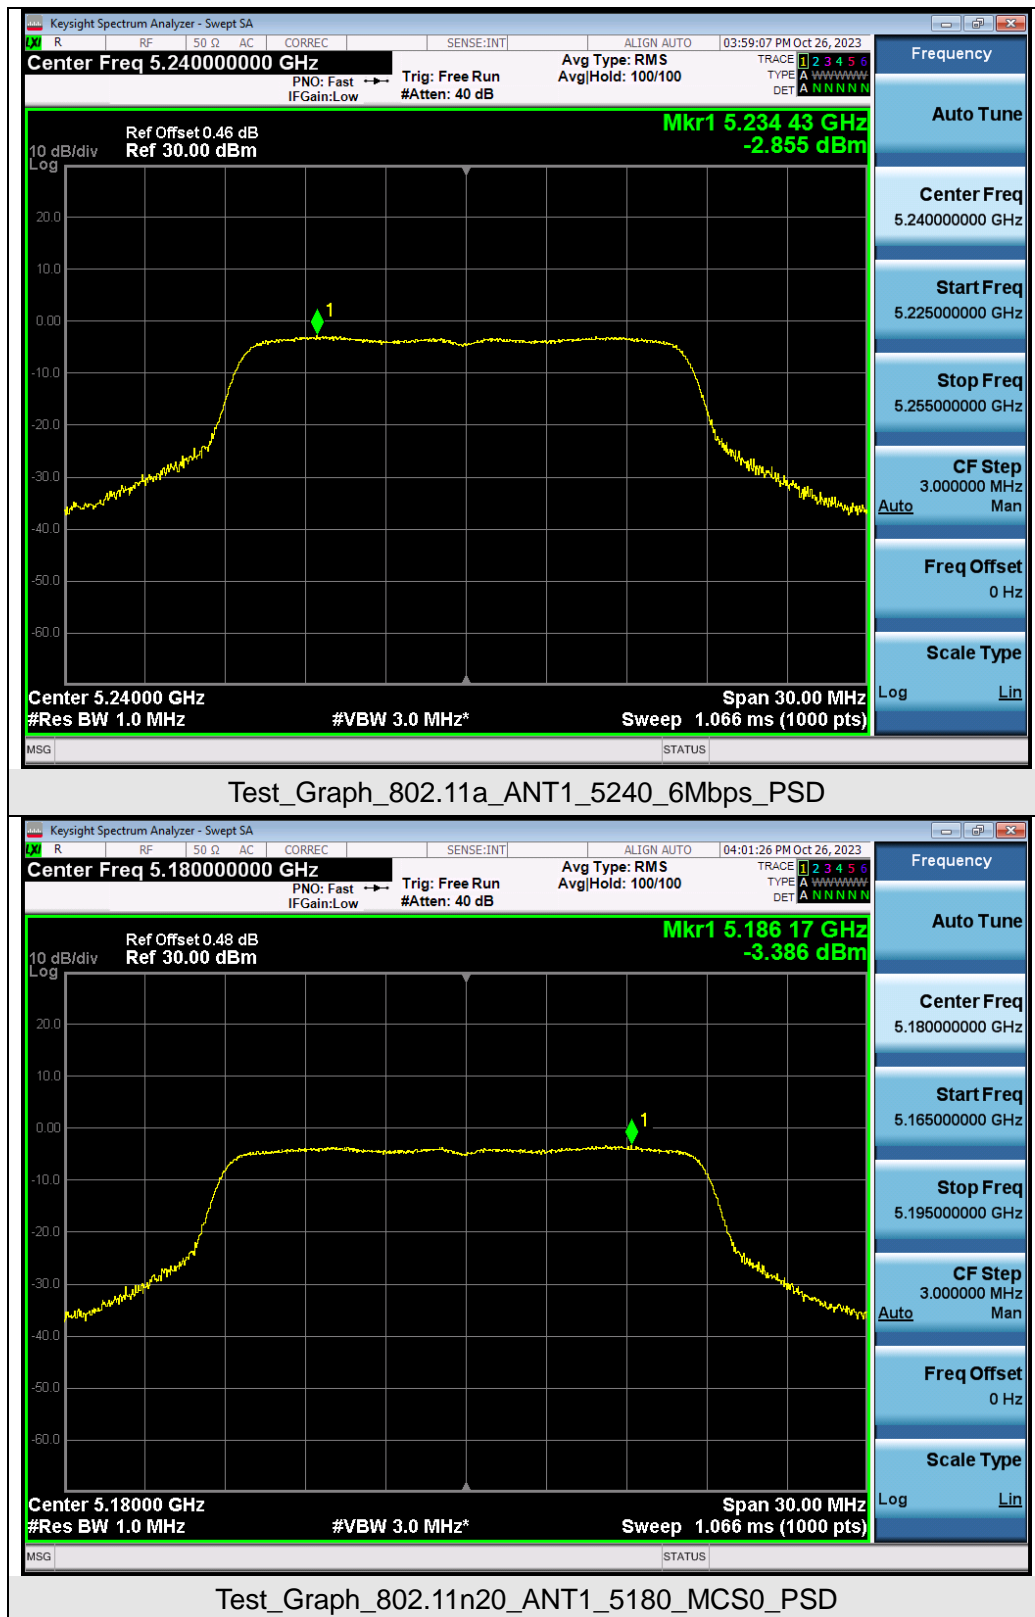 Keysight Spectrum Analyzer - Swept SA
LXI R RF 50 Ω AC CORREC SENSE:INT ALIGN AUTO 03:59:07 PM Oct 26, 2023
Center Freq 5.240000000 GHz
PNO: Fast
IFGain:Low
Trig: Free Run
#Atten: 40 dB
Avg Type: RMS
Avg|Hold: 100/100
TRACE 1 2 3 4 5 6
TYPE A WWWWW
DET A N N N N N
Frequency
Mkr1 5.234 43 GHz
-2.855 dBm
Ref Offset 0.46 dB
10 dB/div Ref 30.00 dBm
Log
20.0
10.0
0.00
-10.0
-20.0
-30.0
-40.0
-50.0
-60.0
1
Center 5.24000 GHz Span 30.00 MHz
#Res BW 1.0 MHz #VBW 3.0 MHz* Sweep 1.066 ms (1000 pts)
Auto Tune
Center Freq
5.240000000 GHz
Start Freq
5.225000000 GHz
Stop Freq
5.255000000 GHz
CF Step
3.000000 MHz
Auto Man
Freq Offset
0 Hz
Scale Type
Log Lin
MSG STATUS
Test_Graph_802.11a_ANT1_5240_6Mbps_PSD
Keysight Spectrum Analyzer - Swept SA
LXI R RF 50 Ω AC CORREC SENSE:INT ALIGN AUTO 04:01:26 PM Oct 26, 2023
Center Freq 5.180000000 GHz
PNO: Fast
IFGain:Low
Trig: Free Run
#Atten: 40 dB
Avg Type: RMS
Avg|Hold: 100/100
TRACE 1 2 3 4 5 6
TYPE A WWWWW
DET A N N N N N
Frequency
Mkr1 5.186 17 GHz
-3.386 dBm
Ref Offset 0.48 dB
10 dB/div Ref 30.00 dBm
Log
20.0
10.0
0.00
-10.0
-20.0
-30.0
-40.0
-50.0
-60.0
1
Center 5.18000 GHz Span 30.00 MHz
#Res BW 1.0 MHz #VBW 3.0 MHz* Sweep 1.066 ms (1000 pts)
Auto Tune
Center Freq
5.180000000 GHz
Start Freq
5.165000000 GHz
Stop Freq
5.195000000 GHz
CF Step
3.000000 MHz
Auto Man
Freq Offset
0 Hz
Scale Type
Log Lin
MSG STATUS
Test_Graph_802.11n20_ANT1_5180_MCS0_PSD